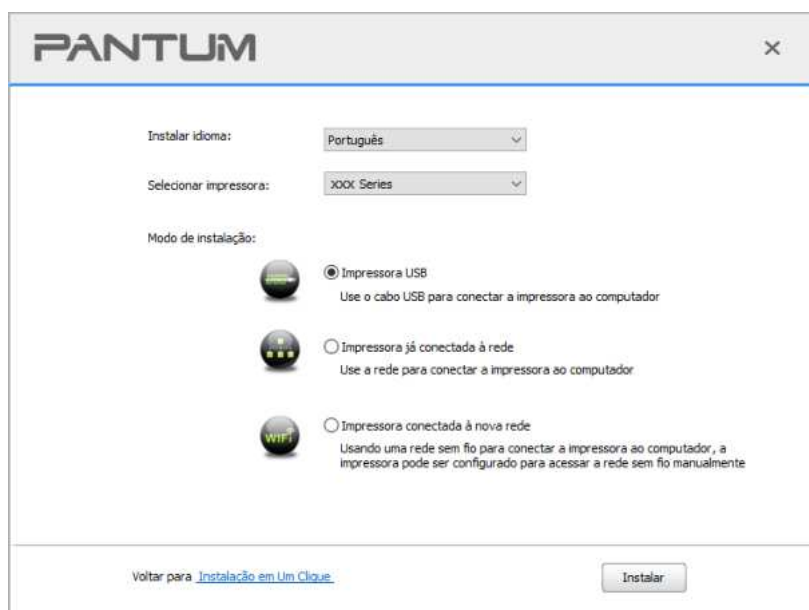 PANTUM
Instalar idioma:
Português
Selecionar impressora:
XXX Series
Modo de instalação:
Impressora USB
Use o cabo USB para conectar a impressora ao computador
Impressora já conectada à rede
Use a rede para conectar a impressora ao computador
WiFi
Impressora conectada à nova rede
Usando uma rede sem fio para conectar a impressora ao computador, a
impressora pode ser configurado para acessar a rede sem fio manualmente
Voltar para Instalação em Um Clique
Instalar